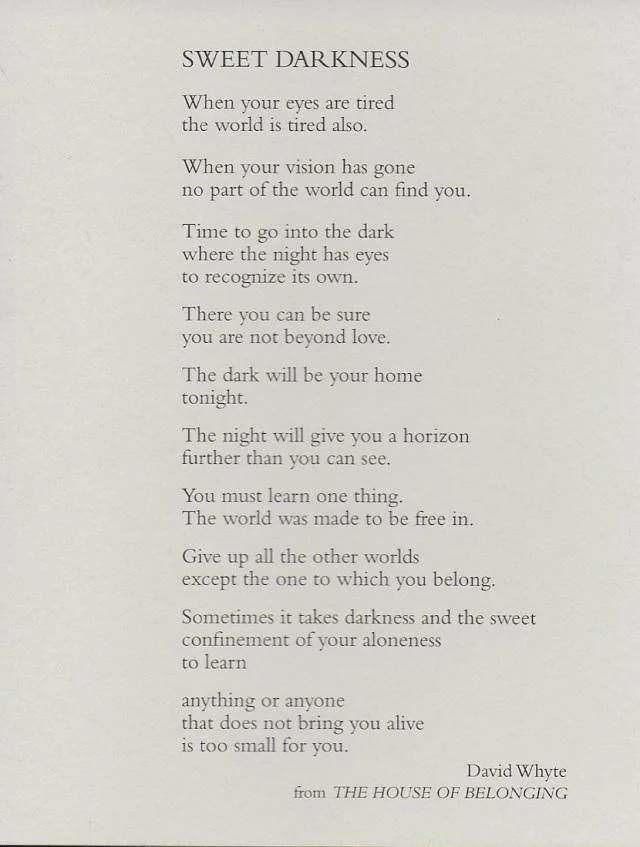 SWEET DARKNESS
When your eyes are tired
the world is tired also.
When your vision has gone
no part of the world can find you.
Time to go into the dark
where the night has eyes
to recognize its own.
There you can be sure
you are not beyond love.
The dark will be your home
tonight.
The night will give you a horizon
further than you can see.
You must learn one thing.
The world was made to be free in.
Give up all the other worlds
except the one to which you belong.
Sometimes it takes darkness and the sweet
confinement of your aloneness
to learn
anything or anyone
that does not bring you alive
is too small for you.
David Whyte
from THE HOUSE OF BELONGING